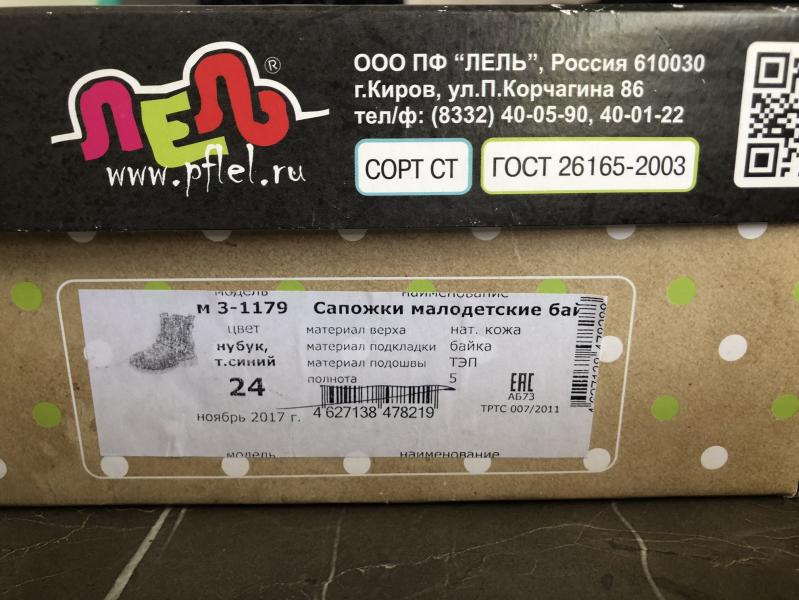 ЛЕЛЬ®
www.pflel.ru
ООО ПФ “ЛЕЛЬ”, Россия 610030
г.Киров, ул.П.Корчагина 86
тел/ф: (8332) 40-05-90, 40-01-22
СОРТ СТ
ГОСТ 26165-2003
модель наименование
м 3-1179 Сапожки малодетские бай
цвет материал верха нат. кожа
нубук, материал подкладки байка
т.синий материал подошвы ТЭП
24 полнота 5
ЕАС
АБ73
ТРТС 007/2011
ноябрь 2017 г.
4 627138 478219
модель наименование